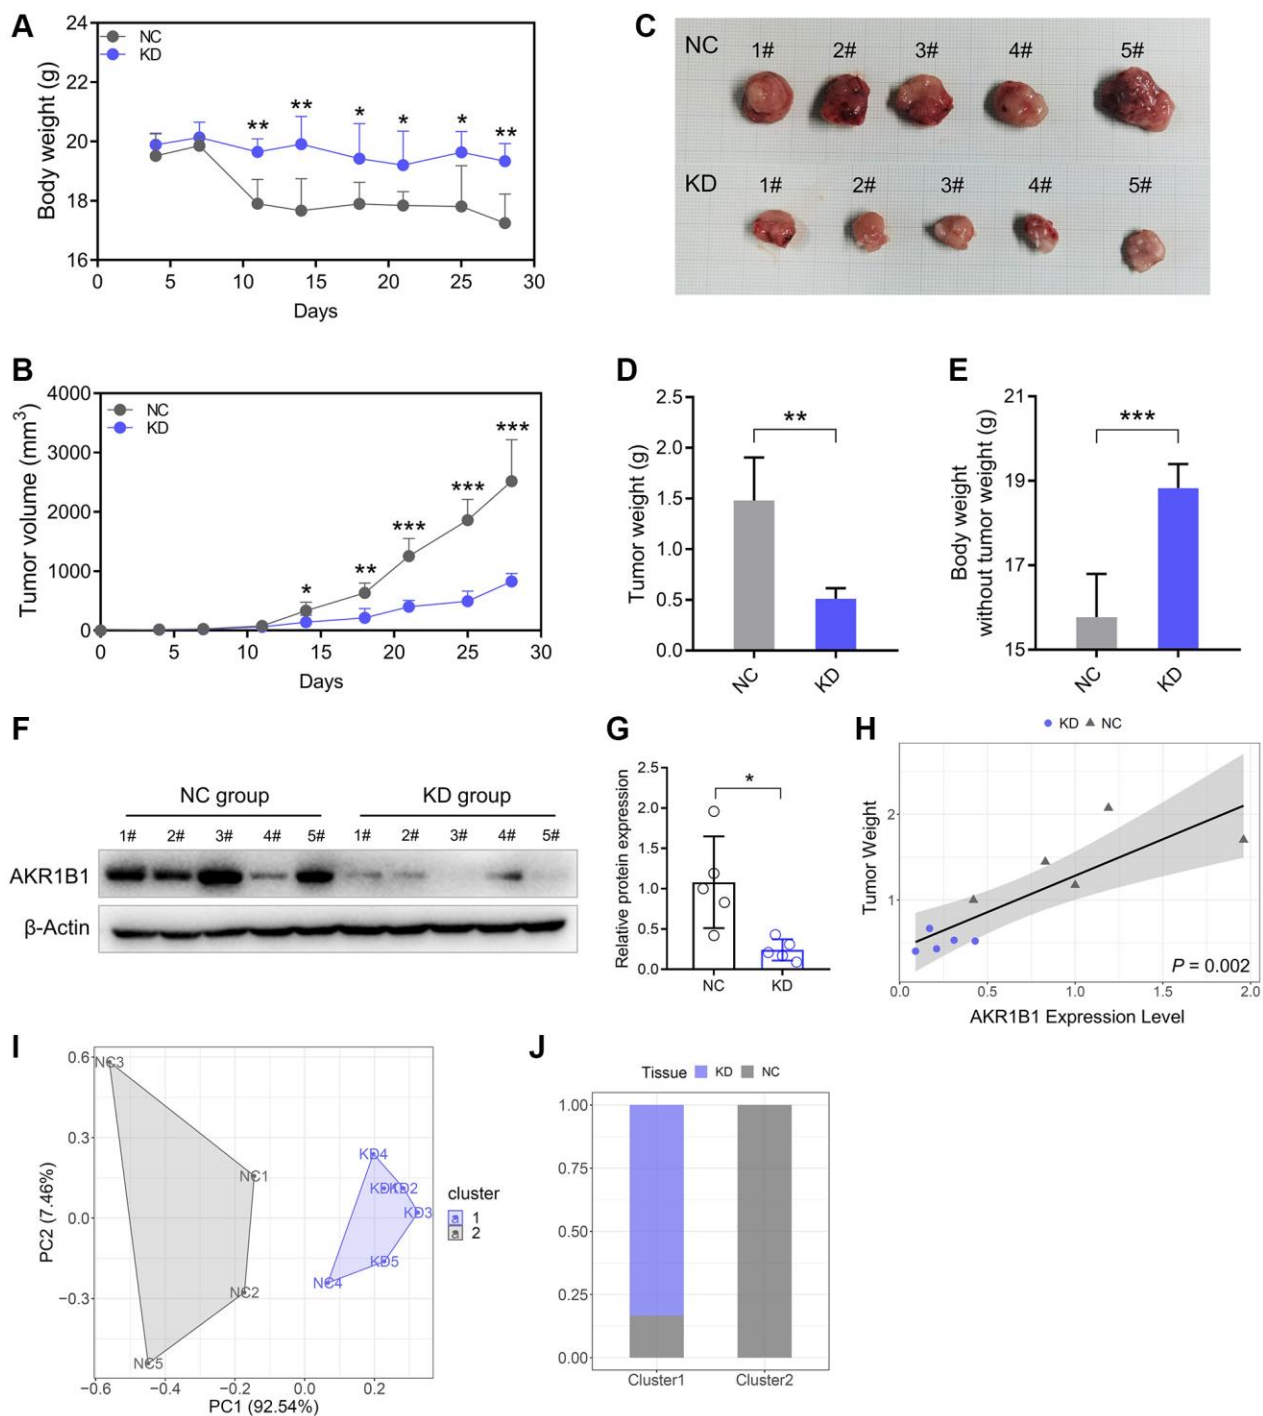 A
24
22
20
18
16
Body weight (g)
NC
KD
**
**
*
*
*
**
0
5
10
15
20
25
30
Days
C
NC
1#
2#
3#
4#
5#
KD
1#
2#
3#
4#
5#
B
4000
3000
2000
1000
0
Tumor volume (mm³)
NC
KD
*
**
***
***
***
0
5
10
15
20
25
30
Days
D
2.5
2.0
1.5
1.0
0.5
0.0
Tumor weight (g)
**
NC
KD
E
21
19
17
15
Body weight
without tumor weight (g)
***
NC
KD
F
NC group
KD group
1# 2# 3# 4# 5# 1# 2# 3# 4# 5#
AKR1B1
β-Actin
G
2.5
2.0
1.5
1.0
0.5
0.0
Relative protein expression
*
NC
KD
H
KD NC
2
1
Tumor Weight
P = 0.002
0.0
0.5
1.0
1.5
2.0
AKR1B1 Expression Level
I
0.6
0.3
0.0
−0.3
PC2 (7.46%)
NC3
NC1
NC2
NC5
KD4
KD1
KD2
KD3
KD5
NC4
−0.6
−0.4
−0.2
0.0
0.2
PC1 (92.54%)
cluster
a 1
a 2
J
Tissue KD NC
1.00
0.75
0.50
0.25
0.00
Cluster1
Cluster2